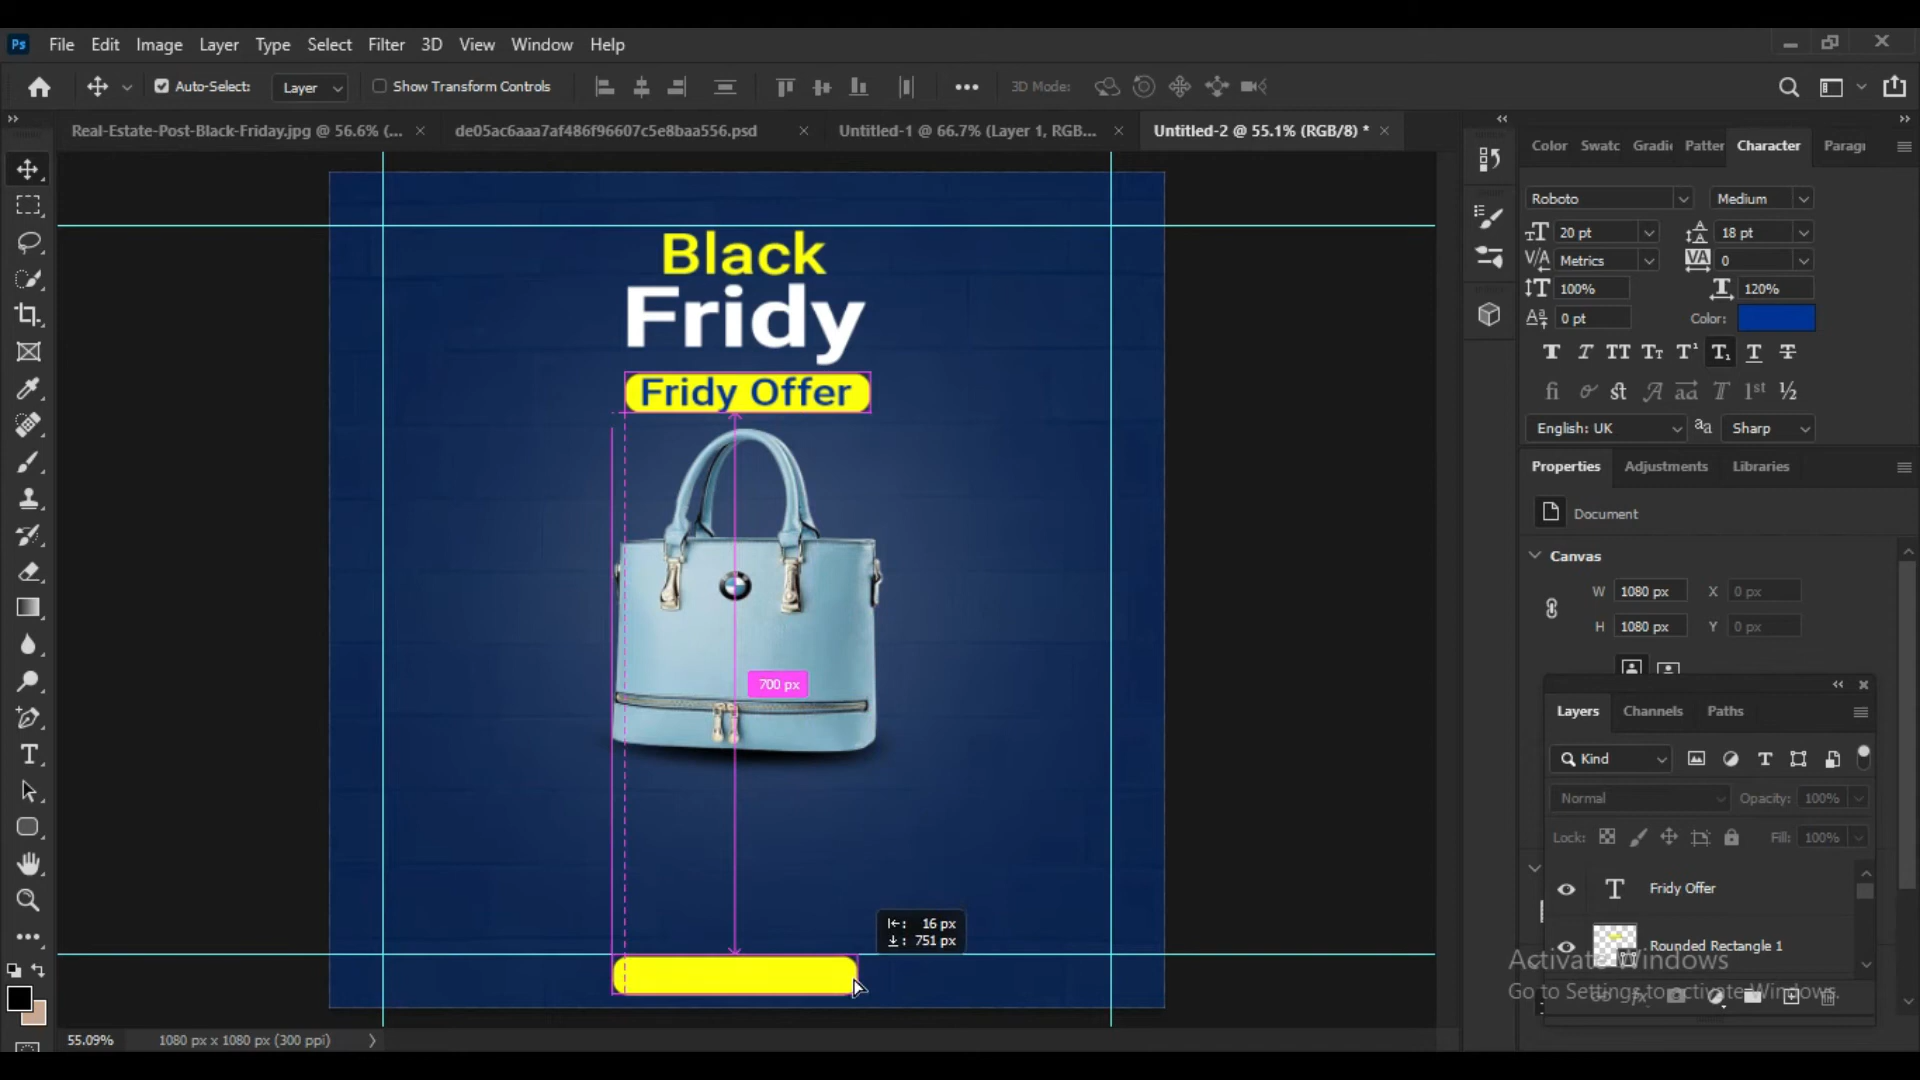 Ps File Edit Image Layer Type Select Filter 3D View Window Help
Auto-Select: Layer Show Transform Controls 3D Mode:
Real-Estate-Post-Black-Friday.jpg @ 56.6% (... de05ac6aaa7af486f96607c5e8baa556.psd Untitled-1 @ 66.7% (Layer 1, RGB... Untitled-2 @ 55.1% (RGB/8) *
Color Swatc Gradie Patter Character Paragr
Roboto Medium
20 pt 18 pt
Metrics 0
100% 120%
0 pt Color:
English: UK Sharp
Properties Adjustments Libraries
Document
Canvas
W 1080 px X 0 px
H 1080 px Y 0 px
Layers Channels Paths
Kind
Normal Opacity: 100%
Lock: Fill: 100%
Fridy Offer
Rounded Rectangle 1
Activate Windows
Go to Settings to activate Windows.
Black
Fridy
Fridy Offer
700 px
16 px
751 px
55.09% 1080 px x 1080 px (300 ppi)